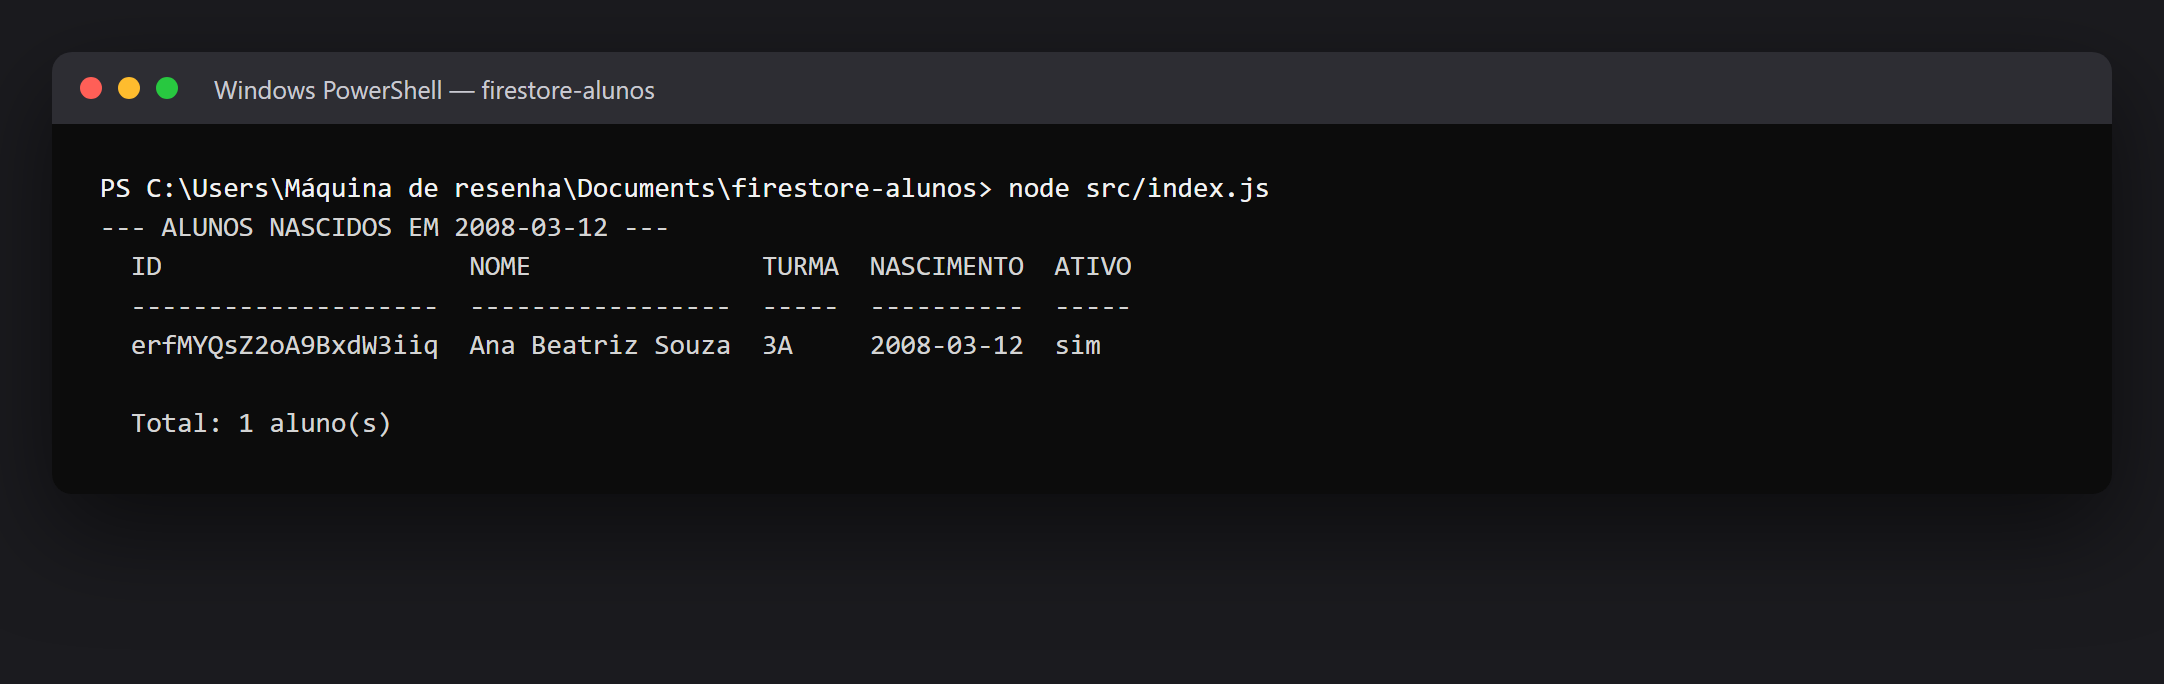 Windows PowerShell — firestore-alunos
PS C:\Users\Máquina de resenha\Documents\firestore-alunos> node src/index.js
--- ALUNOS NASCIDOS EM 2008-03-12 ---
ID NOME TURMA NASCIMENTO ATIVO
-------------------- ----------------- ----- ---------- -----
erfMYQsZ2oA9BxdW3iiq Ana Beatriz Souza 3A 2008-03-12 sim
Total: 1 aluno(s)